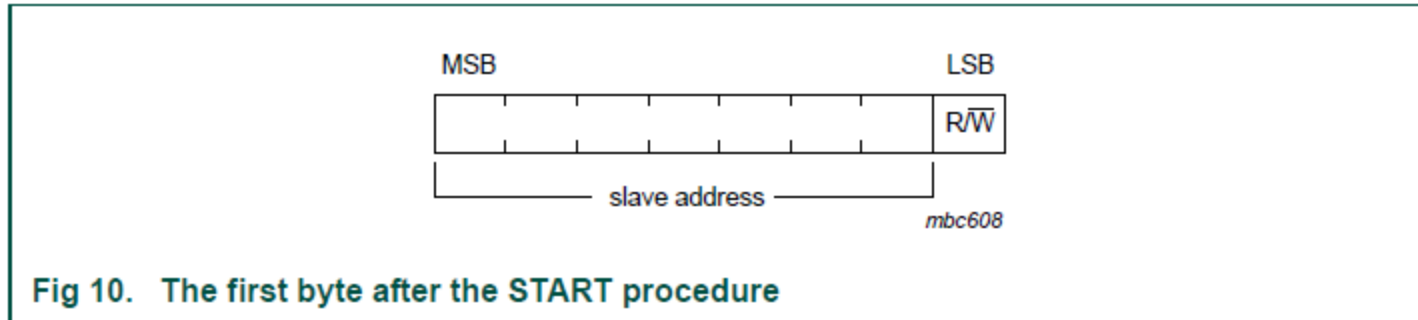 MSB LSB
R/W̅
slave address
mbc608
Fig 10. The first byte after the START procedure